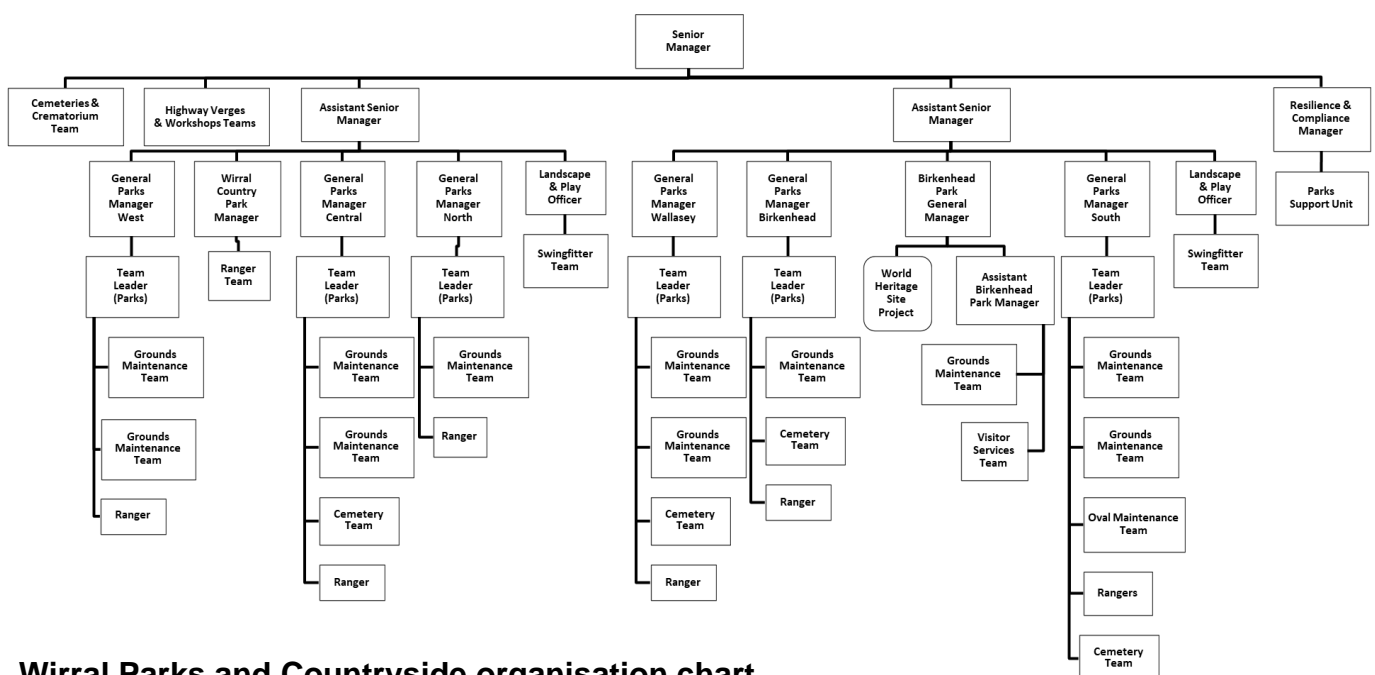 Senior
Manager
Cemeteries &
Crematorium
Team
Highway Verges
& Workshops Teams
Assistant Senior
Manager
Assistant Senior
Manager
Resilience &
Compliance
Manager
General
Parks
Manager
West
Wirral
Country
Park
Manager
General
Parks
Manager
Central
General
Parks
Manager
North
Landscape
& Play
Officer
General
Parks
Manager
Wallasey
General
Parks
Manager
Birkenhead
Birkenhead
Park
General
Manager
General
Parks
Manager
South
Landscape
& Play
Officer
Parks
Support Unit
Team
Leader
(Parks)
Ranger
Team
Team
Leader
(Parks)
Team
Leader
(Parks)
Swingfitter
Team
Team
Leader
(Parks)
Team
Leader
(Parks)
World
Heritage
Site
Project
Assistant
Birkenhead
Park Manager
Team
Leader
(Parks)
Swingfitter
Team
Grounds
Maintenance
Team
Grounds
Maintenance
Team
Grounds
Maintenance
Team
Grounds
Maintenance
Team
Grounds
Maintenance
Team
Grounds
Maintenance
Team
Grounds
Maintenance
Team
Grounds
Maintenance
Team
Grounds
Maintenance
Team
Ranger
Grounds
Maintenance
Team
Cemetery
Team
Visitor
Services
Team
Grounds
Maintenance
Team
Ranger
Cemetery
Team
Cemetery
Team
Ranger
Oval Maintenance
Team
Ranger
Ranger
Rangers
Cemetery
Team
Wirral Parks and Countryside organisation chart